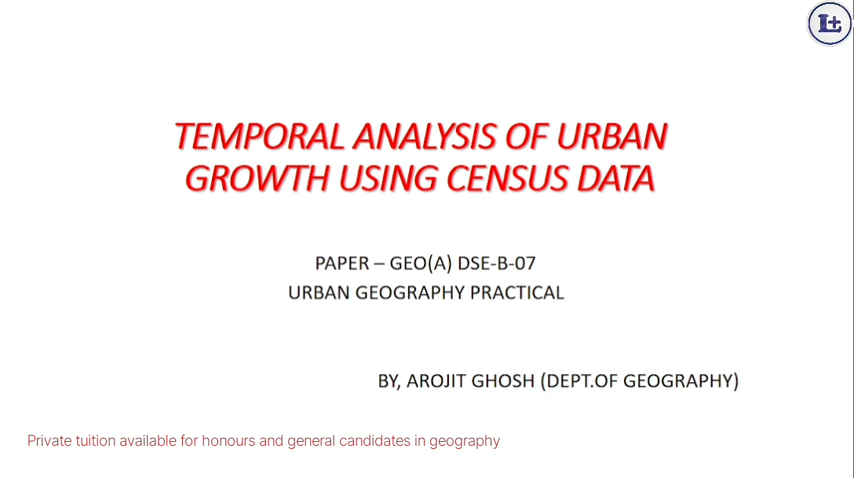 L+
TEMPORAL ANALYSIS OF URBAN
GROWTH USING CENSUS DATA
PAPER – GEO(A) DSE-B-07
URBAN GEOGRAPHY PRACTICAL
BY, AROJIT GHOSH (DEPT.OF GEOGRAPHY)
Private tuition available for honours and general candidates in geography